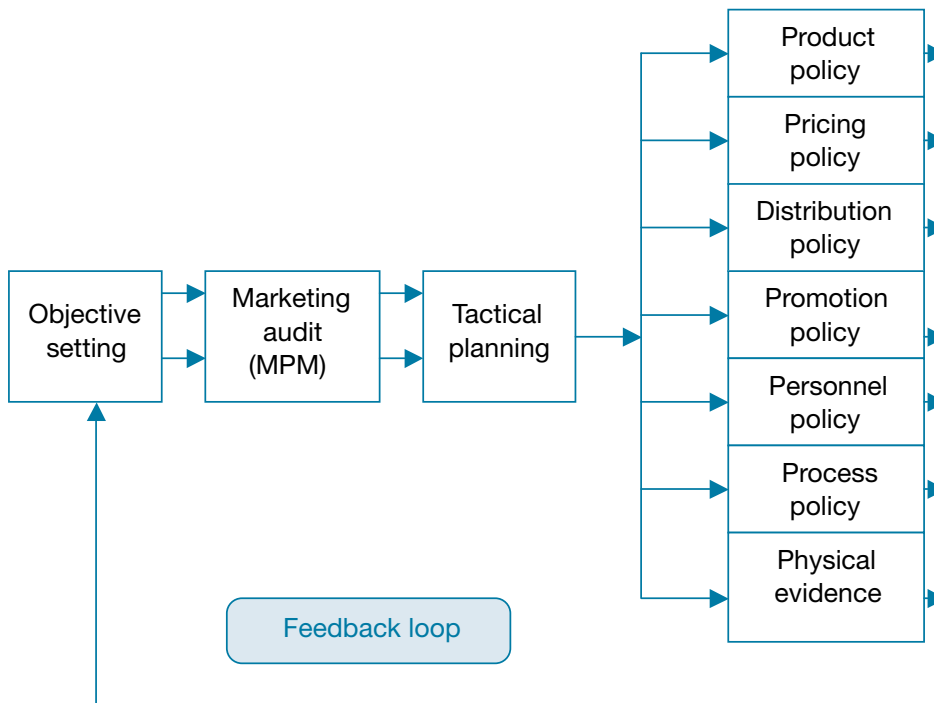 Objective
setting
Marketing
audit
(MPM)
Tactical
planning
Product
policy
Pricing
policy
Distribution
policy
Promotion
policy
Personnel
policy
Process
policy
Physical
evidence
Feedback loop